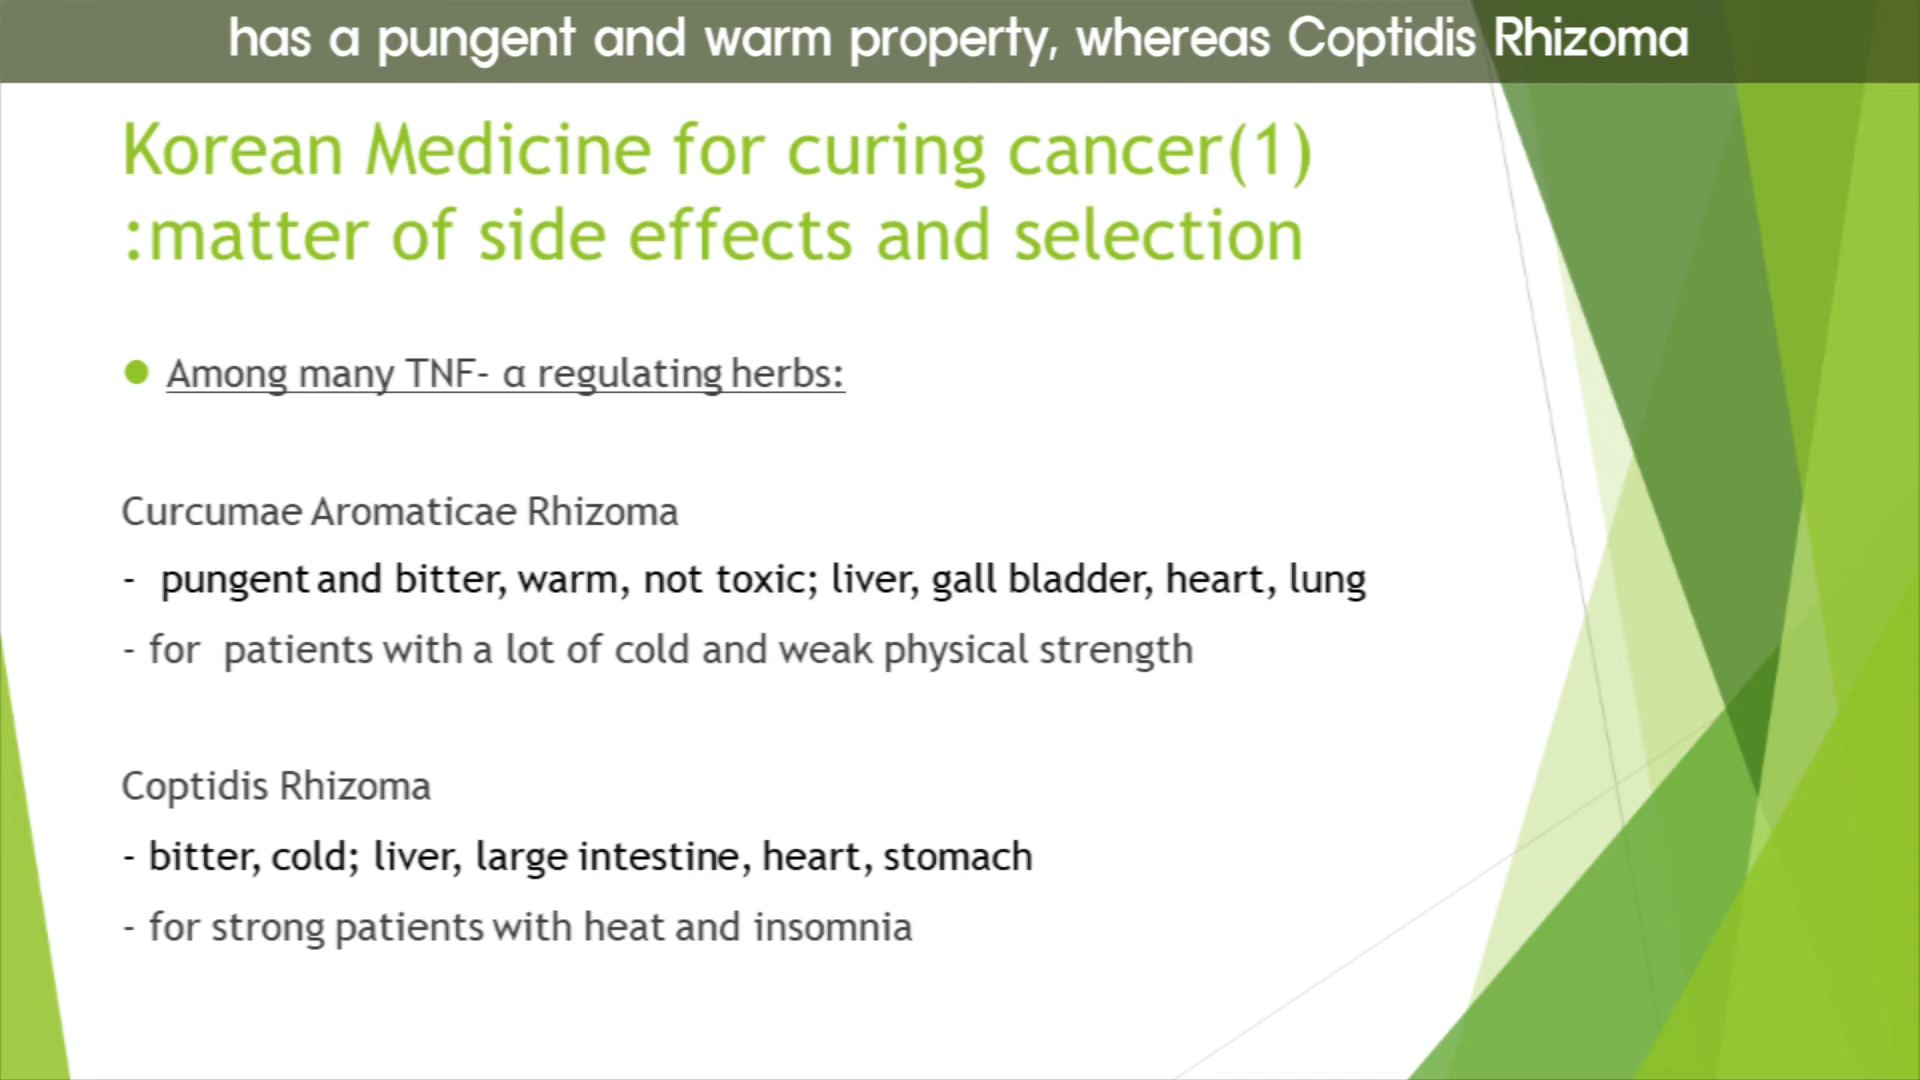 has a pungent and warm property, whereas Coptidis Rhizoma
Korean Medicine for curing cancer(1)
:matter of side effects and selection
Among many TNF- α regulating herbs:
Curcumae Aromaticae Rhizoma
- pungent and bitter, warm, not toxic; liver, gall bladder, heart, lung
- for patients with a lot of cold and weak physical strength
Coptidis Rhizoma
- bitter, cold; liver, large intestine, heart, stomach
- for strong patients with heat and insomnia